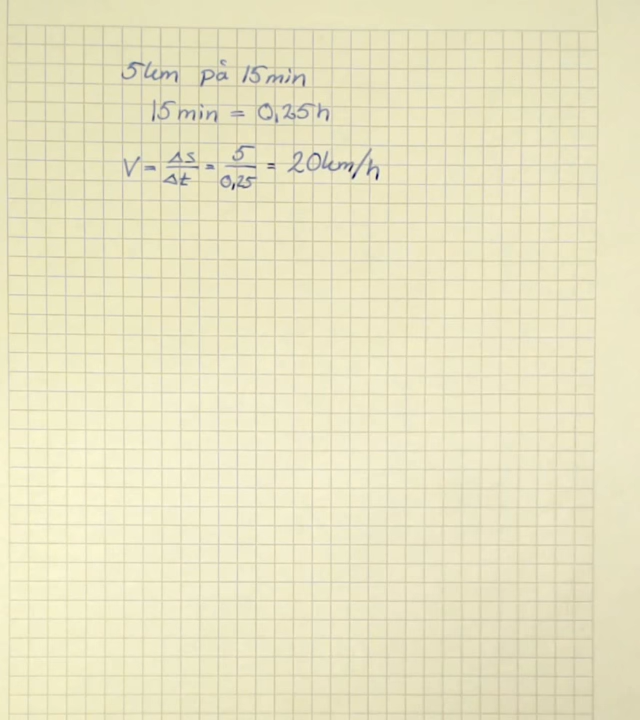 5km på 15min
15min = 0,25h
V = Δs/Δt = 5/0,25 = 20km/h